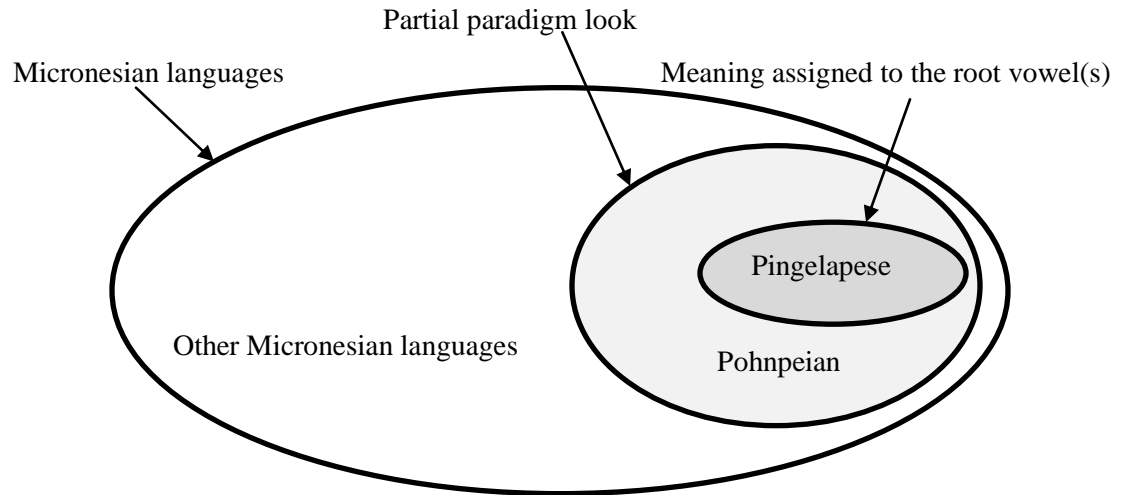 Partial paradigm look
Micronesian languages
Meaning assigned to the root vowel(s)
Pingelapese
Other Micronesian languages
Pohnpeian